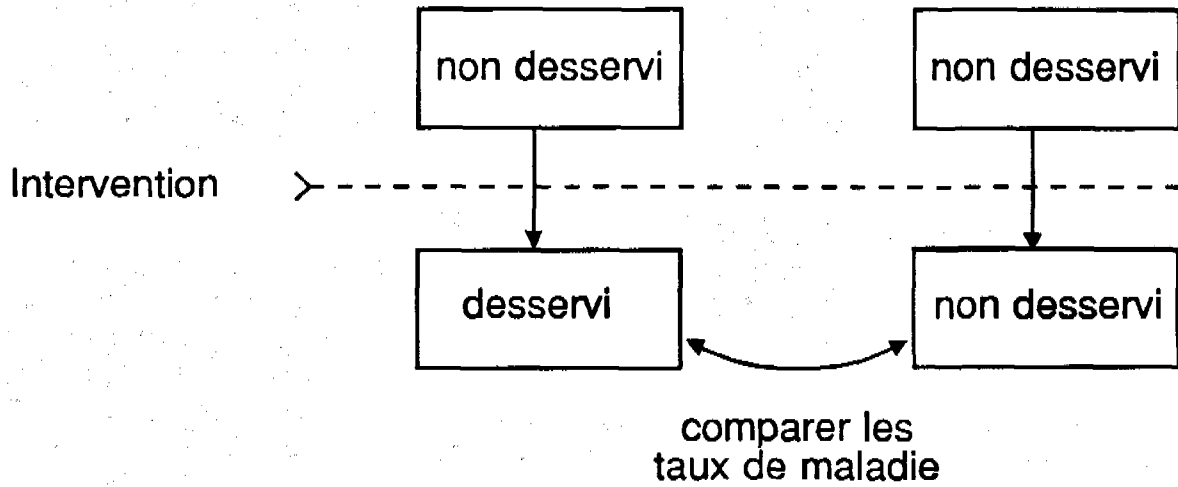 non desservi
non desservi
Intervention
desservi
non desservi
comparer les
taux de maladie